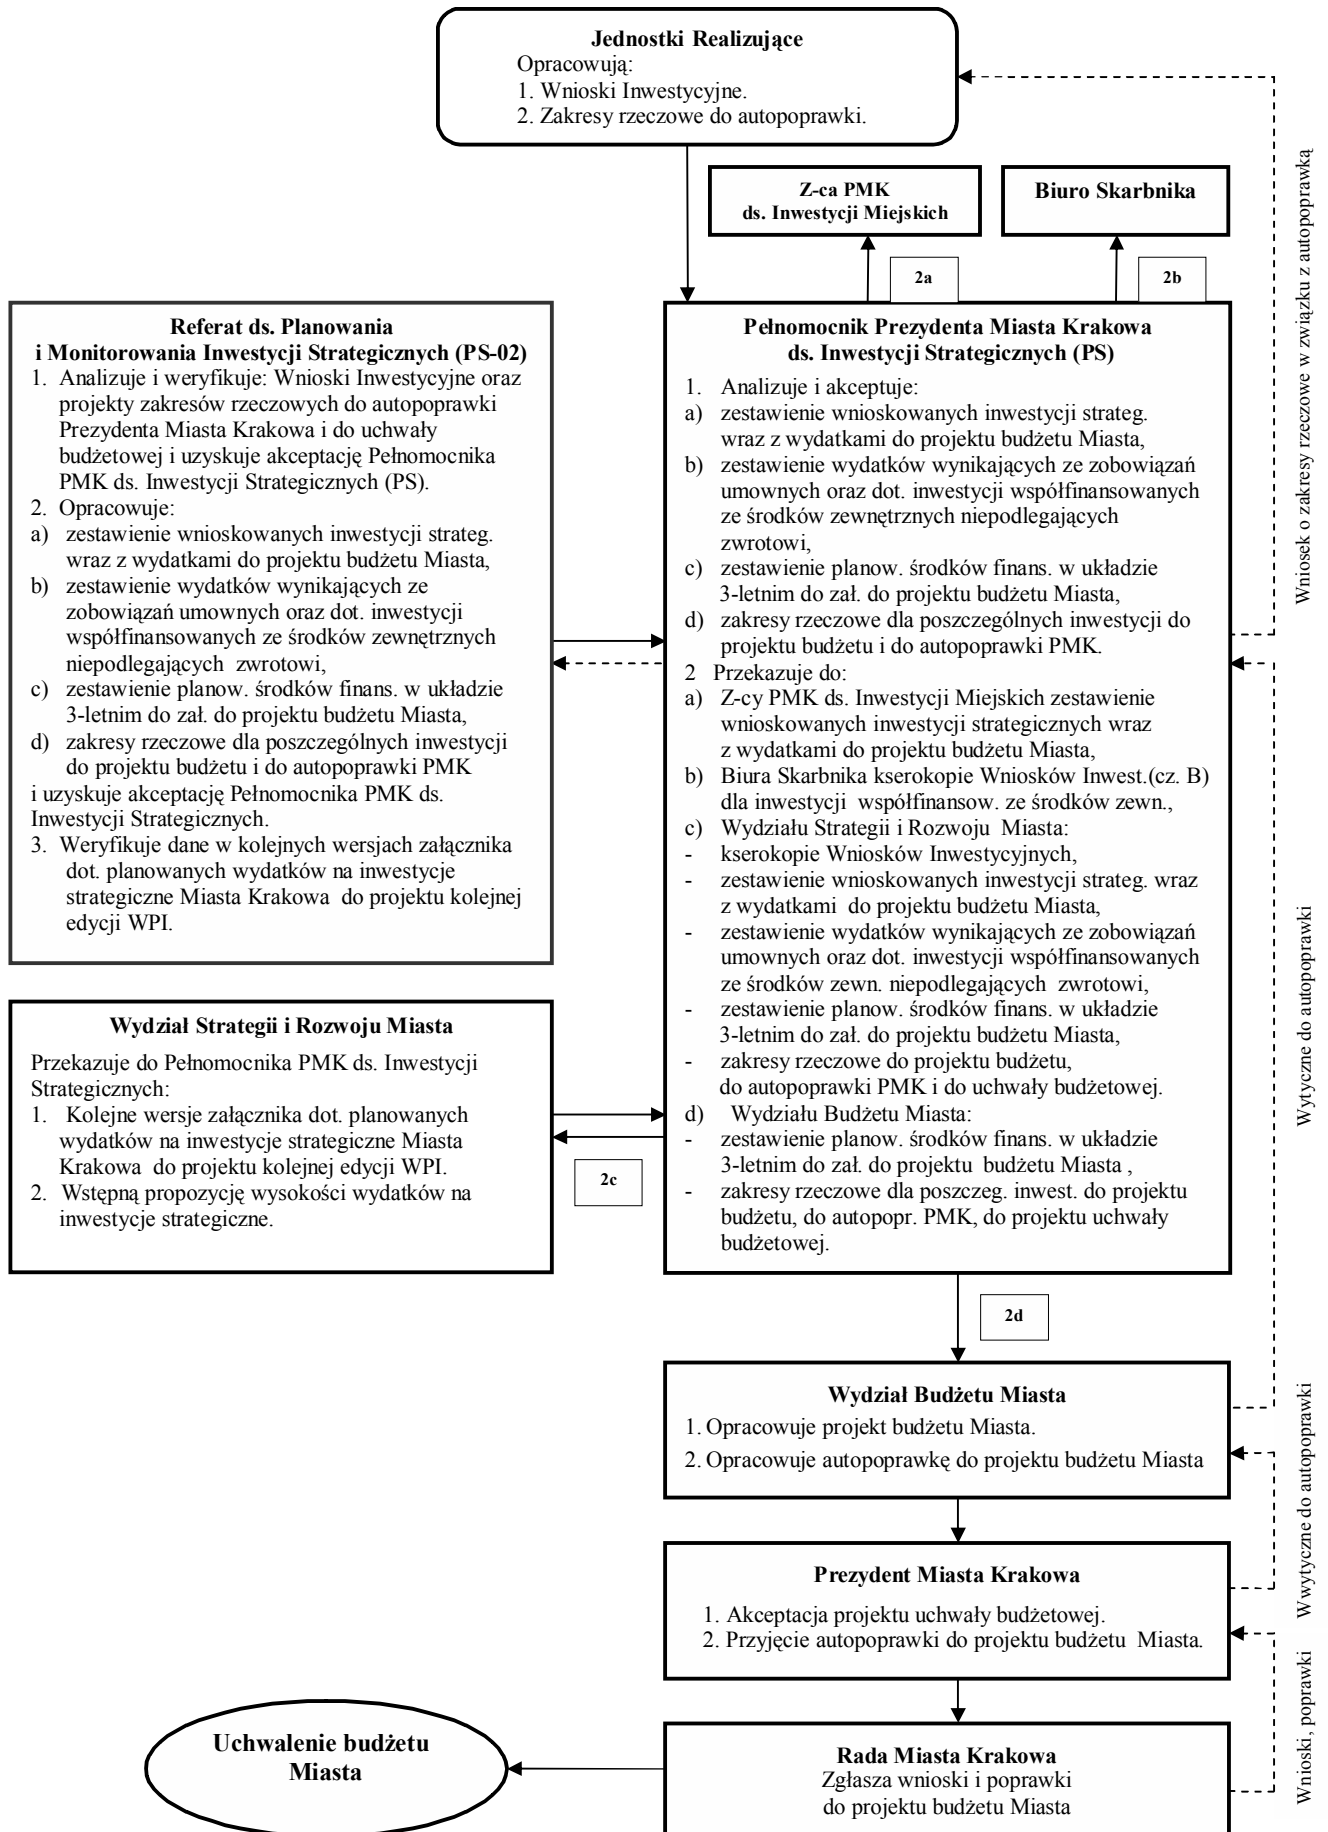 Jednostki Realizujące
Opracowują:
1. Wnioski Inwestycyjne.
2. Zakresy rzeczowe do autopoprawki.
Z-ca PMK
ds. Inwestycji Miejskich
Biuro Skarbnika
2a
2b
Referat ds. Planowania
i Monitorowania Inwestycji Strategicznych (PS-02)
1. Analizuje i weryfikuje: Wnioski Inwestycyjne oraz
projekty zakresów rzeczowych do autopoprawki
Prezydenta Miasta Krakowa i do uchwały
budżetowej i uzyskuje akceptację Pełnomocnika
PMK ds. Inwestycji Strategicznych (PS).
2. Opracowuje:
a) zestawienie wnioskowanych inwestycji strateg.
wraz z wydatkami do projektu budżetu Miasta,
b) zestawienie wydatków wynikających ze
zobowiązań umownych oraz dot. inwestycji
współfinansowanych ze środków zewnętrznych
niepodlegających zwrotowi,
c) zestawienie planow. środków finans. w układzie
3-letnim do zał. do projektu budżetu Miasta,
d) zakresy rzeczowe dla poszczególnych inwestycji
do projektu budżetu i do autopoprawki PMK
i uzyskuje akceptację Pełnomocnika PMK ds.
Inwestycji Strategicznych.
3. Weryfikuje dane w kolejnych wersjach załącznika
dot. planowanych wydatków na inwestycje
strategiczne Miasta Krakowa do projektu kolejnej
edycji WPI.
Pełnomocnik Prezydenta Miasta Krakowa
ds. Inwestycji Strategicznych (PS)
1. Analizuje i akceptuje:
a) zestawienie wnioskowanych inwestycji strateg.
wraz z wydatkami do projektu budżetu Miasta,
b) zestawienie wydatków wynikających ze zobowiązań
umownych oraz dot. inwestycji współfinansowanych
ze środków zewnętrznych niepodlegających
zwrotowi,
c) zestawienie planow. środków finans. w układzie
3-letnim do zał. do projektu budżetu Miasta,
d) zakresy rzeczowe dla poszczególnych inwestycji do
projektu budżetu i do autopoprawki PMK.
2 Przekazuje do:
a) Z-cy PMK ds. Inwestycji Miejskich zestawienie
wnioskowanych inwestycji strategicznych wraz
z wydatkami do projektu budżetu Miasta,
b) Biura Skarbnika kserokopie Wniosków Inwest.(cz. B)
dla inwestycji współfinansow. ze środków zewn.,
c) Wydziału Strategii i Rozwoju Miasta:
- kserokopie Wniosków Inwestycyjnych,
- zestawienie wnioskowanych inwestycji strateg. wraz
z wydatkami do projektu budżetu Miasta,
- zestawienie wydatków wynikających ze zobowiązań
umownych oraz dot. inwestycji współfinansowanych
ze środków zewn. niepodlegających zwrotowi,
- zestawienie planow. środków finans. w układzie
3-letnim do zał. do projektu budżetu Miasta,
- zakresy rzeczowe do projektu budżetu,
do autopoprawki PMK i do uchwały budżetowej.
d) Wydziału Budżetu Miasta:
- zestawienie planow. środków finans. w układzie
3-letnim do zał. do projektu budżetu Miasta ,
- zakresy rzeczowe dla poszczeg. inwest. do projektu
budżetu, do autopopr. PMK, do projektu uchwały
budżetowej.
Wydział Strategii i Rozwoju Miasta
Przekazuje do Pełnomocnika PMK ds. Inwestycji
Strategicznych:
1. Kolejne wersje załącznika dot. planowanych
wydatków na inwestycje strategiczne Miasta
Krakowa do projektu kolejnej edycji WPI.
2. Wstępną propozycję wysokości wydatków na
inwestycje strategiczne.
2c
2d
Wydział Budżetu Miasta
1. Opracowuje projekt budżetu Miasta.
2. Opracowuje autopoprawkę do projektu budżetu Miasta
Prezydent Miasta Krakowa
1. Akceptacja projektu uchwały budżetowej.
2. Przyjęcie autopoprawki do projektu budżetu Miasta.
Rada Miasta Krakowa
Zgłasza wnioski i poprawki
do projektu budżetu Miasta
Uchwalenie budżetu
Miasta
Wniosek o zakresy rzeczowe w związku z autopoprawką
Wytyczne do autopoprawki
Wwytyczne do autopoprawki
Wnioski, poprawki